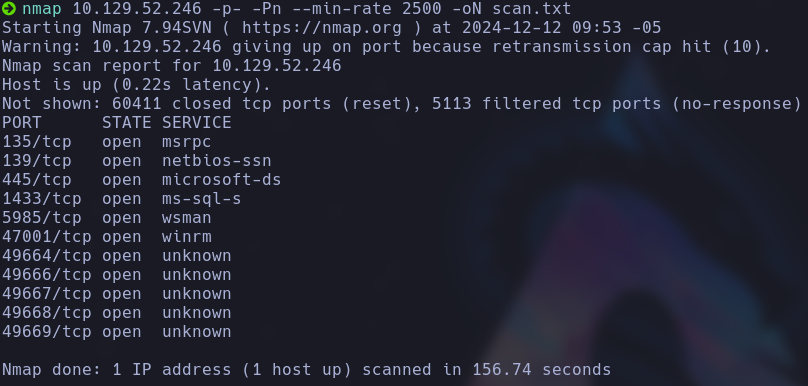 nmap 10.129.52.246 -p- -Pn --min-rate 2500 -oN scan.txt
Starting Nmap 7.94SVN ( https://nmap.org ) at 2024-12-12 09:53 -05
Warning: 10.129.52.246 giving up on port because retransmission cap hit (10).
Nmap scan report for 10.129.52.246
Host is up (0.22s latency).
Not shown: 60411 closed tcp ports (reset), 5113 filtered tcp ports (no-response)
PORT      STATE SERVICE
135/tcp   open  msrpc
139/tcp   open  netbios-ssn
445/tcp   open  microsoft-ds
1433/tcp  open  ms-sql-s
5985/tcp  open  wsman
47001/tcp open  winrm
49664/tcp open  unknown
49666/tcp open  unknown
49667/tcp open  unknown
49668/tcp open  unknown
49669/tcp open  unknown
Nmap done: 1 IP address (1 host up) scanned in 156.74 seconds